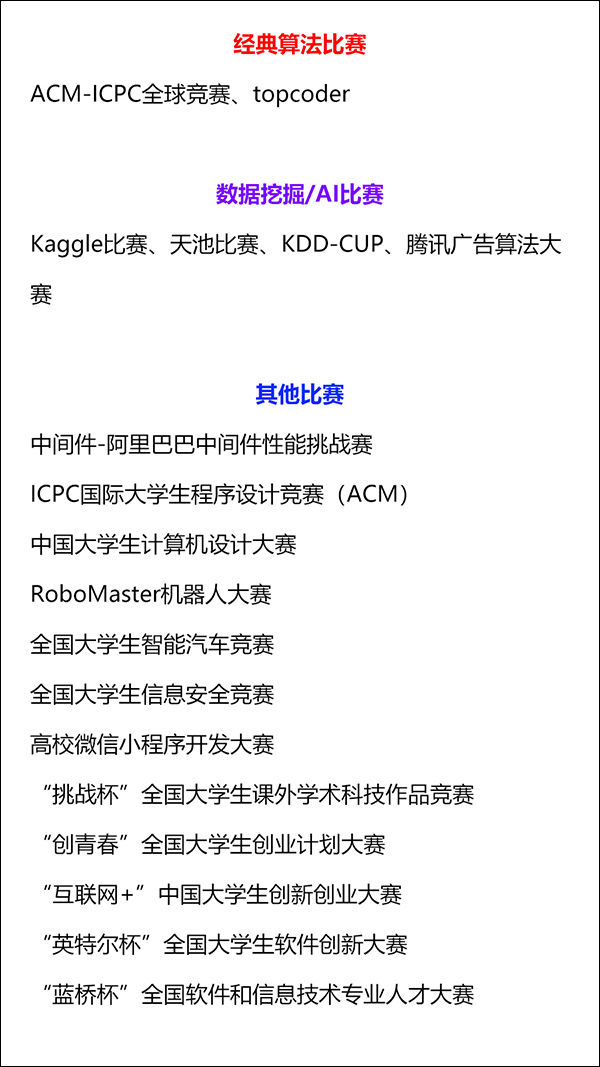 经典算法比赛
ACM-ICPC全球竞赛、topcoder
数据挖掘/AI比赛
Kaggle比赛、天池比赛、KDD-CUP、腾讯广告算法大
赛
其他比赛
中间件-阿里巴巴中间件性能挑战赛
ICPC国际大学生程序设计竞赛（ACM）
中国大学生计算机设计大赛
RoboMaster机器人大赛
全国大学生智能汽车竞赛
全国大学生信息安全竞赛
高校微信小程序开发大赛
“挑战杯”全国大学生课外学术科技作品竞赛
“创青春”全国大学生创业计划大赛
“互联网+”中国大学生创新创业大赛
“英特尔杯”全国大学生软件创新大赛
“蓝桥杯”全国软件和信息技术专业人才大赛